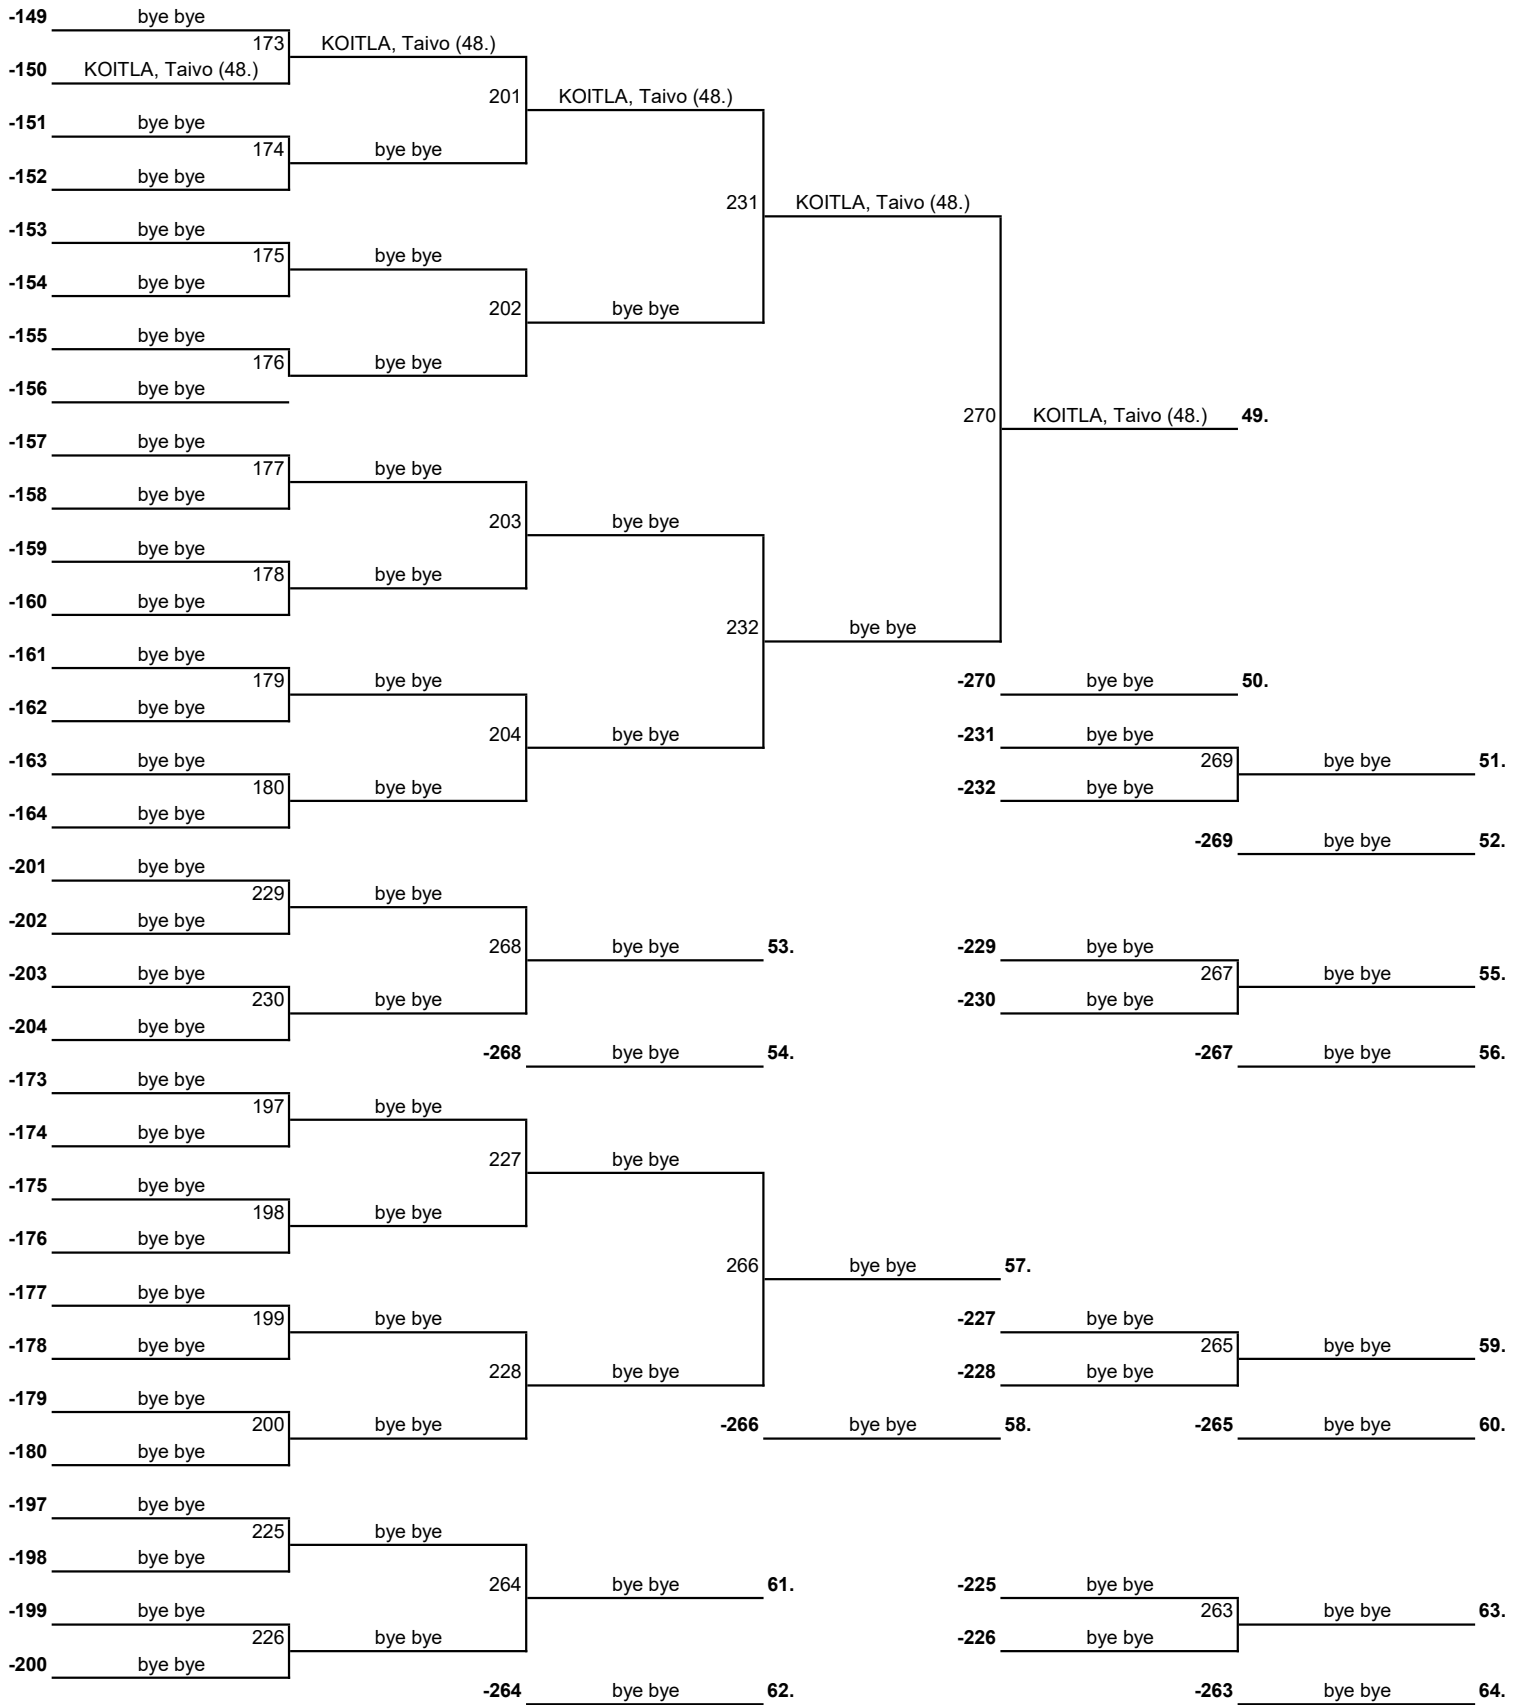 -149 bye bye
173 KOITLA, Taivo (48.)
-150 KOITLA, Taivo (48.)
201 KOITLA, Taivo (48.)
-151 bye bye
174 bye bye
-152 bye bye
231 KOITLA, Taivo (48.)
-153 bye bye
175 bye bye
-154 bye bye
202 bye bye
-155 bye bye
176 bye bye
-156 bye bye
270 KOITLA, Taivo (48.) 49.
-157 bye bye
177 bye bye
-158 bye bye
203 bye bye
-159 bye bye
178 bye bye
-160 bye bye
232 bye bye
-161 bye bye
179 bye bye -270 bye bye 50.
-162 bye bye
204 bye bye -231 bye bye
-163 bye bye 269 bye bye 51.
180 bye bye -232 bye bye
-164 bye bye
-269 bye bye 52.
-201 bye bye
229 bye bye
-202 bye bye
268 bye bye 53. -229 bye bye
-203 bye bye 267 bye bye 55.
230 bye bye -230 bye bye
-204 bye bye
-268 bye bye 54. -267 bye bye 56.
-173 bye bye
197 bye bye
-174 bye bye
227 bye bye
-175 bye bye
198 bye bye
-176 bye bye
266 bye bye 57.
-177 bye bye
199 bye bye -227 bye bye
-178 bye bye 265 bye bye 59.
228 bye bye -228 bye bye
-179 bye bye
200 bye bye -266 bye bye 58. -265 bye bye 60.
-180 bye bye
-197 bye bye
225 bye bye
-198 bye bye
264 bye bye 61. -225 bye bye
-199 bye bye 263 bye bye 63.
226 bye bye -226 bye bye
-200 bye bye
-264 bye bye 62. -263 bye bye 64.